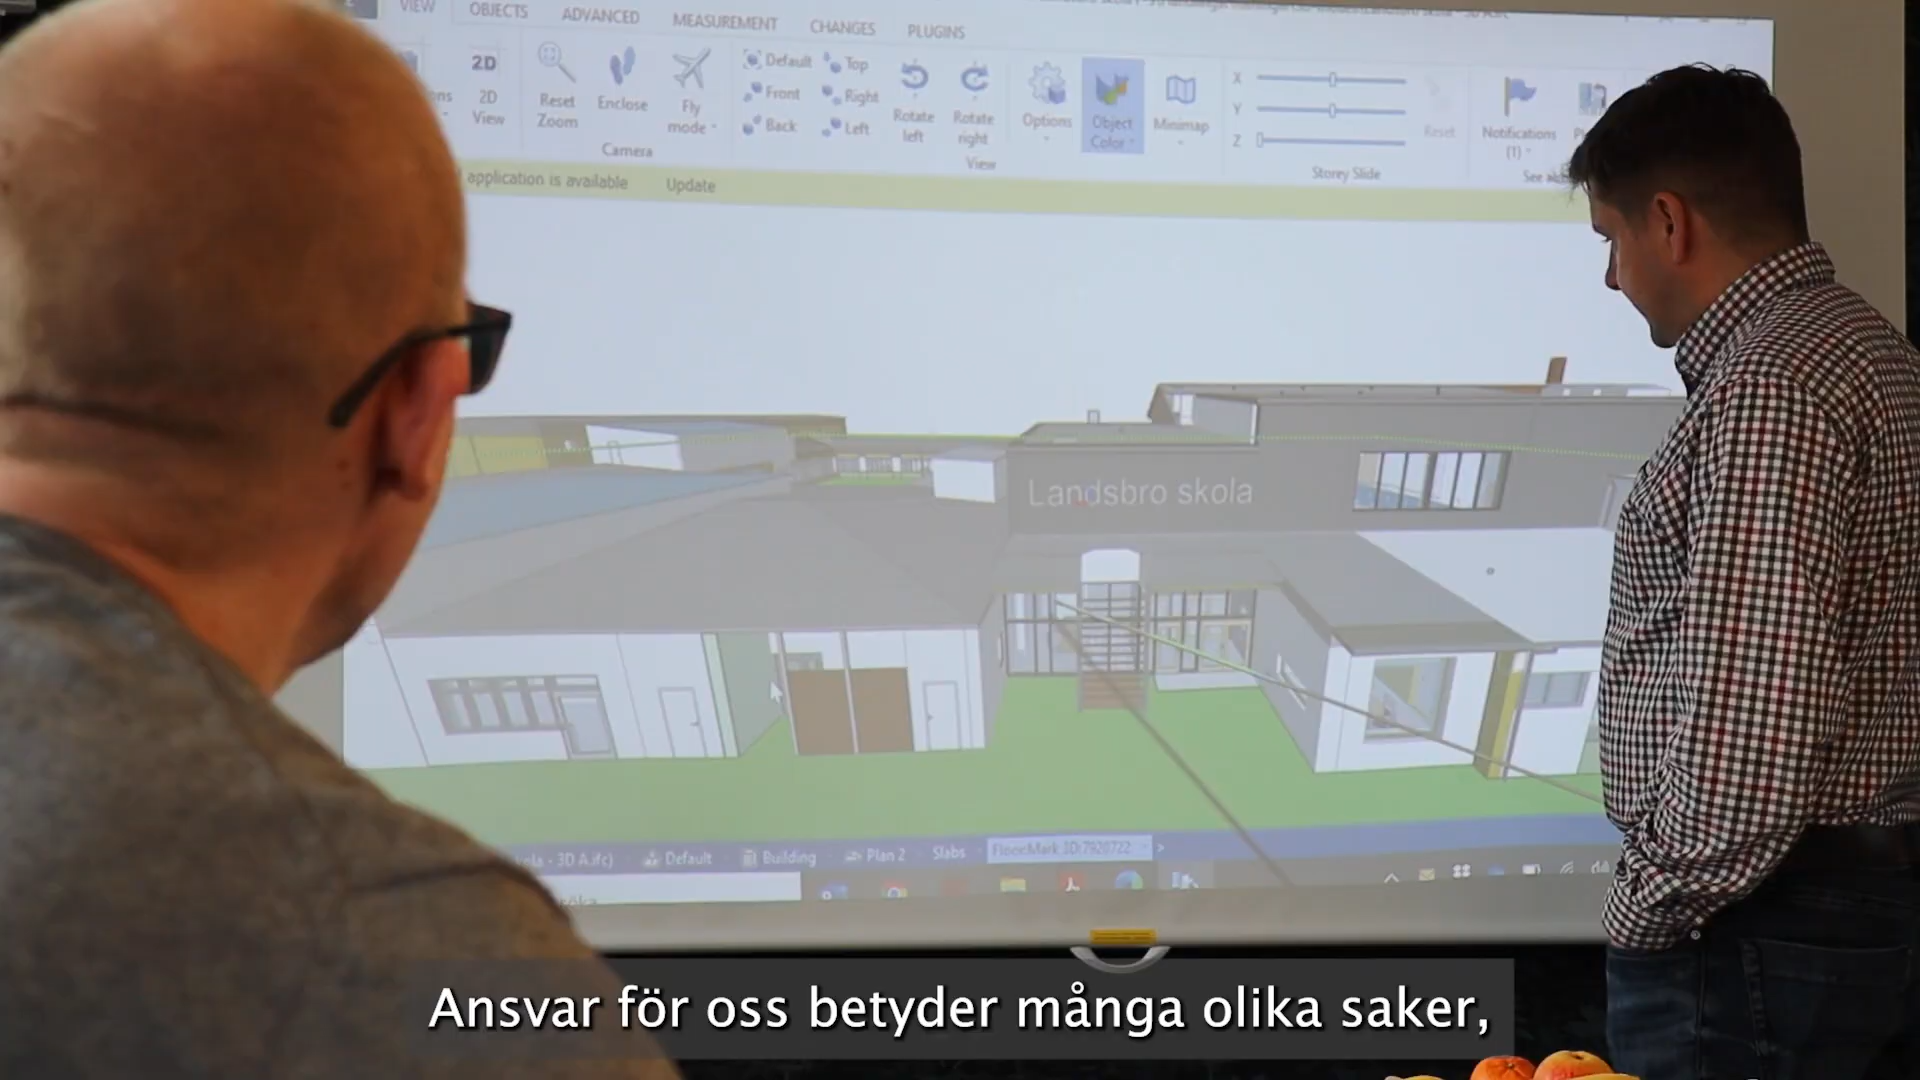 VIEW OBJECTS ADVANCED MEASUREMENT CHANGES PLUGINS
2D
2D View
Reset Zoom
Enclose
Fly mode
Camera
Default
Front
Back
Top
Right
Left
Rotate left
Rotate right
View
Options
Object Color
Minimap
X
Y
Z
Reset
Storey Slide
Notifications (1)
application is available Update
Landsbro skola
3D A.ifc) Default Building Plan 2 Slabs
Ansvar för oss betyder många olika saker,